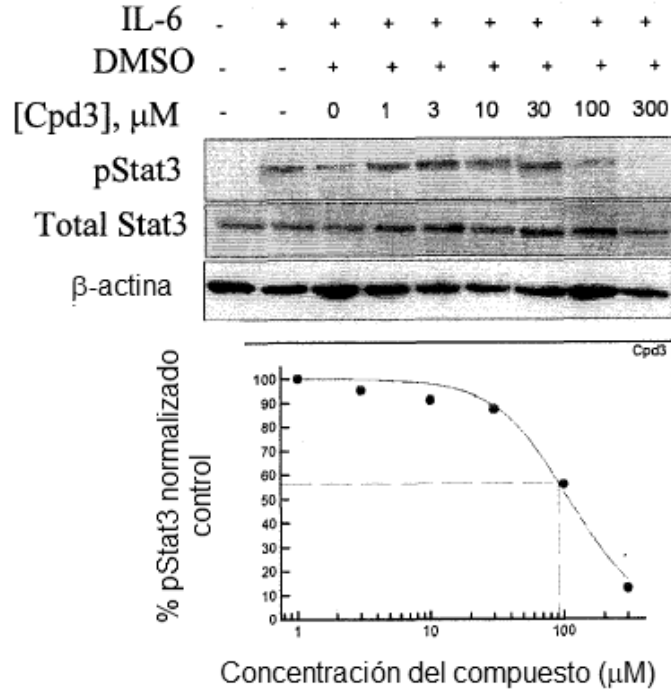 IL-6 - + + + + + + + +
DMSO - - + + + + + + +
[Cpd3], µM - - 0 1 3 10 30 100 300
pStat3
Total Stat3
β-actina
Cpd3
% pStat3 normalizado
control
100
90
80
70
60
50
40
30
20
10
0
1 10 100
Concentración del compuesto (µM)